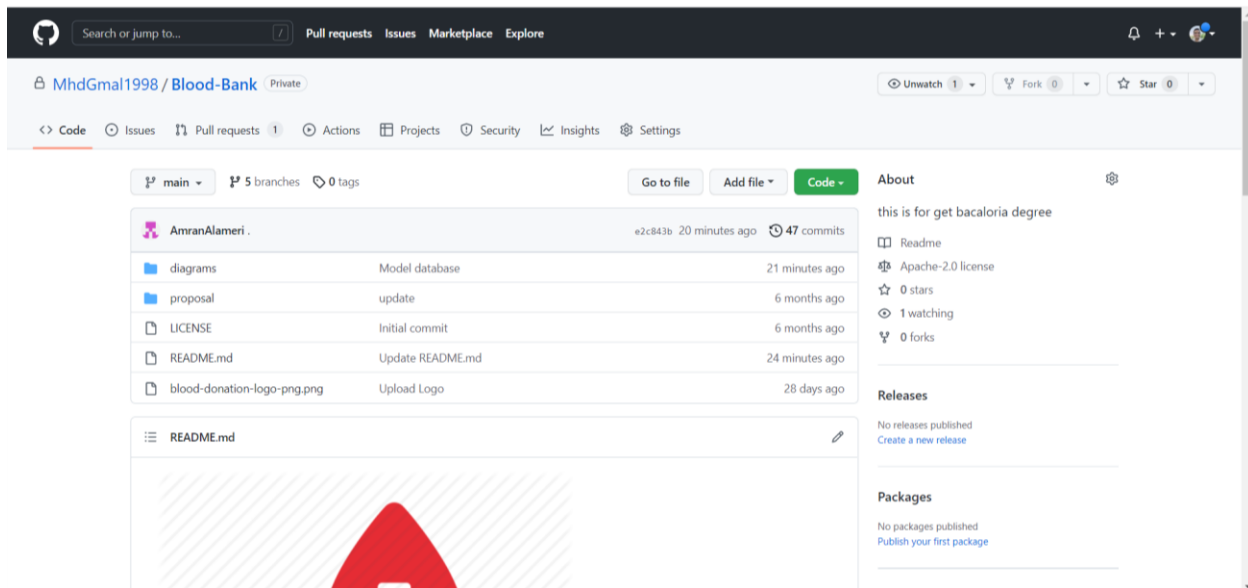 Search or jump to... / Pull requests Issues Marketplace Explore
MhdGmal1998 / Blood-Bank Private Unwatch 1 Fork 0 Star 0
Code Issues Pull requests 1 Actions Projects Security Insights Settings
main 5 branches 0 tags Go to file Add file Code
AmranAlameri . e2c843b 20 minutes ago 47 commits
diagrams Model database 21 minutes ago
proposal update 6 months ago
LICENSE Initial commit 6 months ago
README.md Update README.md 24 minutes ago
blood-donation-logo-png.png Upload Logo 28 days ago
README.md
About
this is for get bacaloria degree
Readme
Apache-2.0 license
0 stars
1 watching
0 forks
Releases
No releases published
Create a new release
Packages
No packages published
Publish your first package